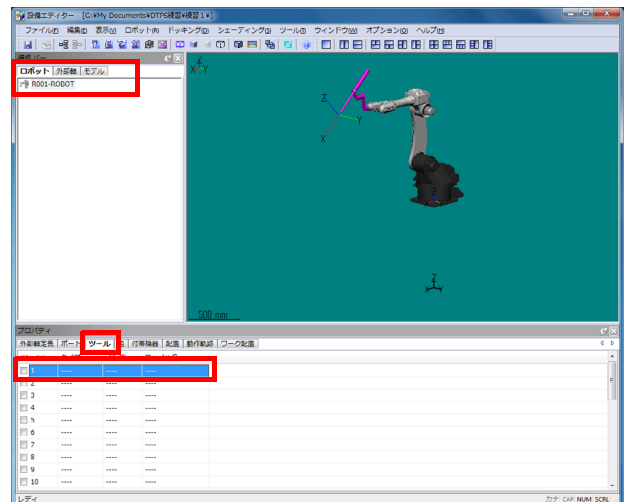 設備エディター [G:¥My Documents¥DTPS練習¥練習1¥]
ファイル(F) 編集(E) 表示(V) ロボット(R) ドッキング(D) シェーディング(S) ツール(T) ウィンドウ(W) オプション(O) ヘルプ(H)
ロボット 外部軸 モデル
R001-ROBOT
Z
X Y
Z
Y
X
Z
X Y
500 mm
プロパティ
外部軸定義 ポート ツール 付帯機器 配置 動作軌跡 ワーク配置
1 ---- ---- ----
2 ---- ---- ----
3 ---- ---- ----
4 ---- ---- ----
5 ---- ---- ----
6 ---- ---- ----
7 ---- ---- ----
8 ---- ---- ----
9 ---- ---- ----
10 ---- ---- ----
レディ カナ CAP NUM SCRL